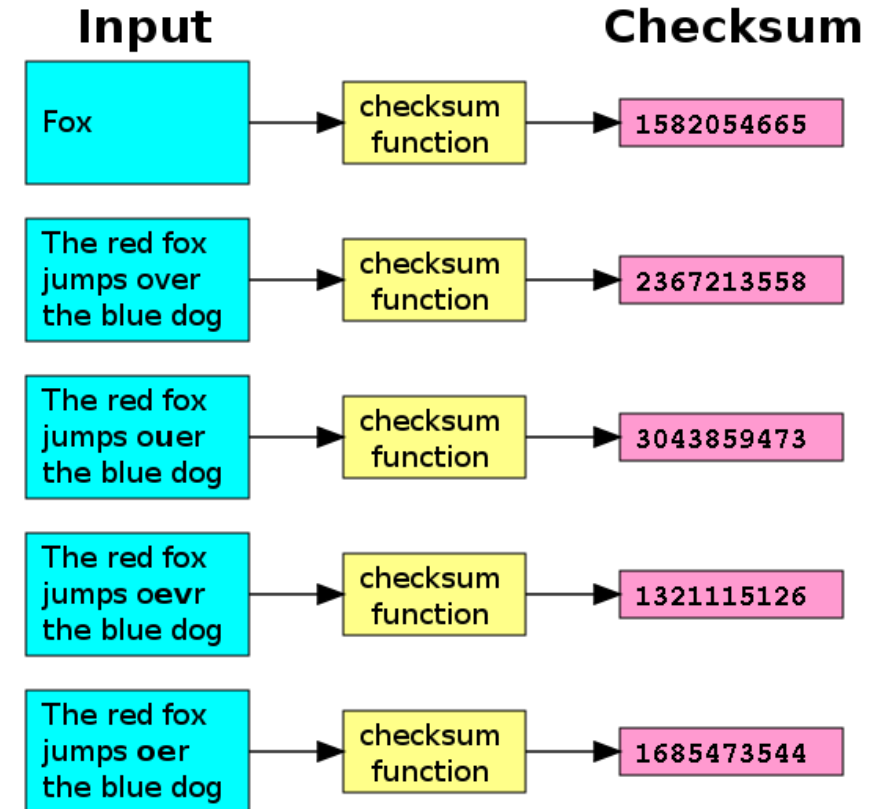 Input
Checksum
Fox
checksum
function
1582054665
The red fox
jumps over
the blue dog
checksum
function
2367213558
The red fox
jumps ouer
the blue dog
checksum
function
3043859473
The red fox
jumps oevr
the blue dog
checksum
function
1321115126
The red fox
jumps oer
the blue dog
checksum
function
1685473544